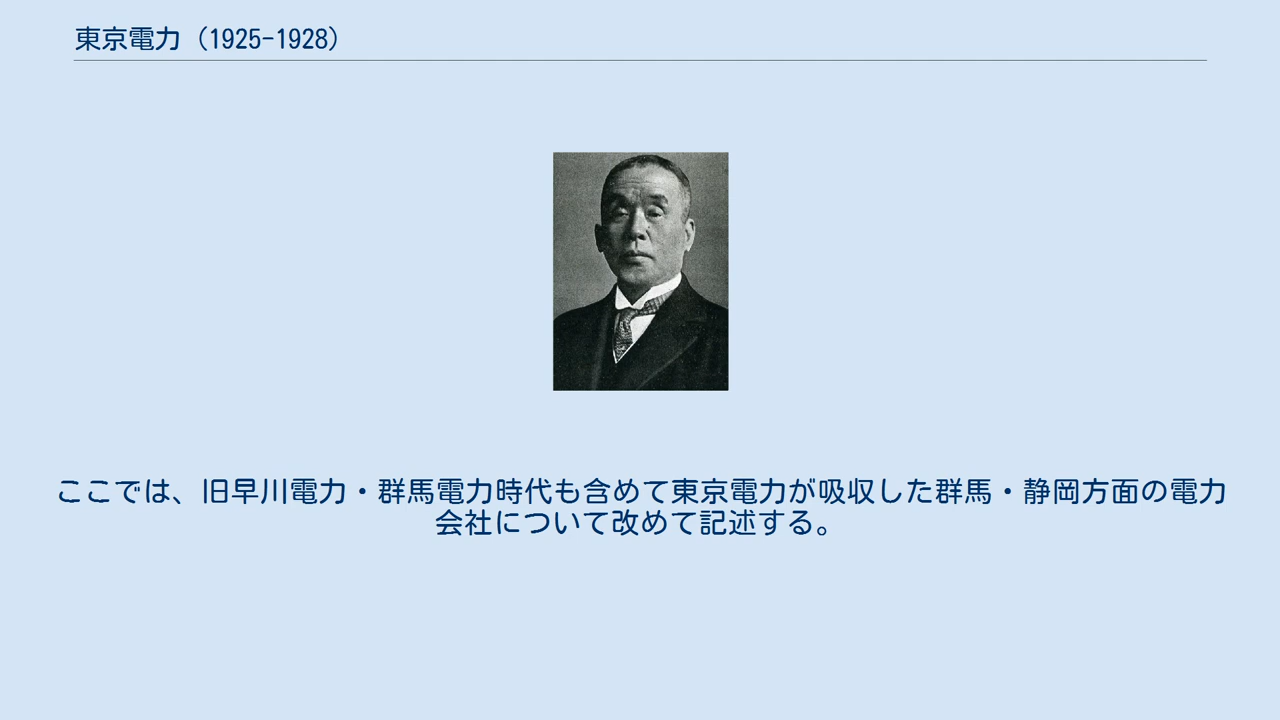 東京電力（1925-1928）
ここでは、旧早川電力・群馬電力時代も含めて東京電力が吸収した群馬・静岡方面の電力
会社について改めて記述する。